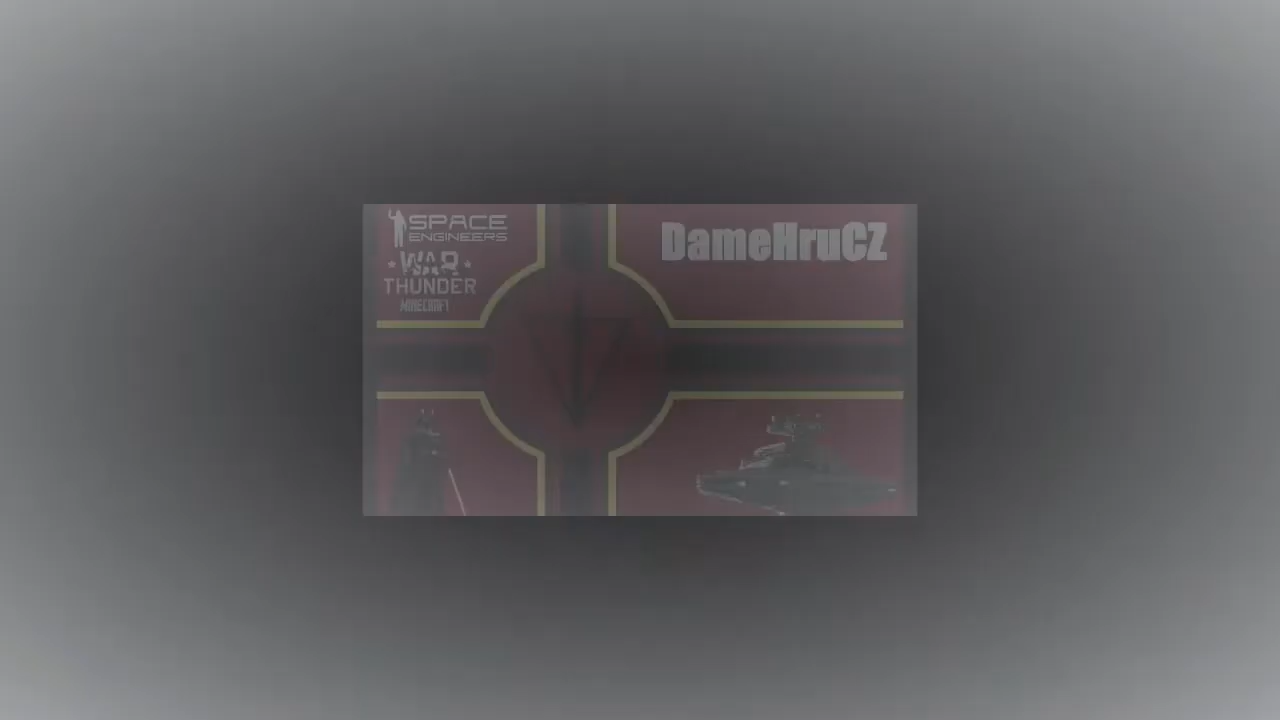 SPACE
ENGINEERS
WAR
THUNDER
MINECRAFT
DameHruCZ